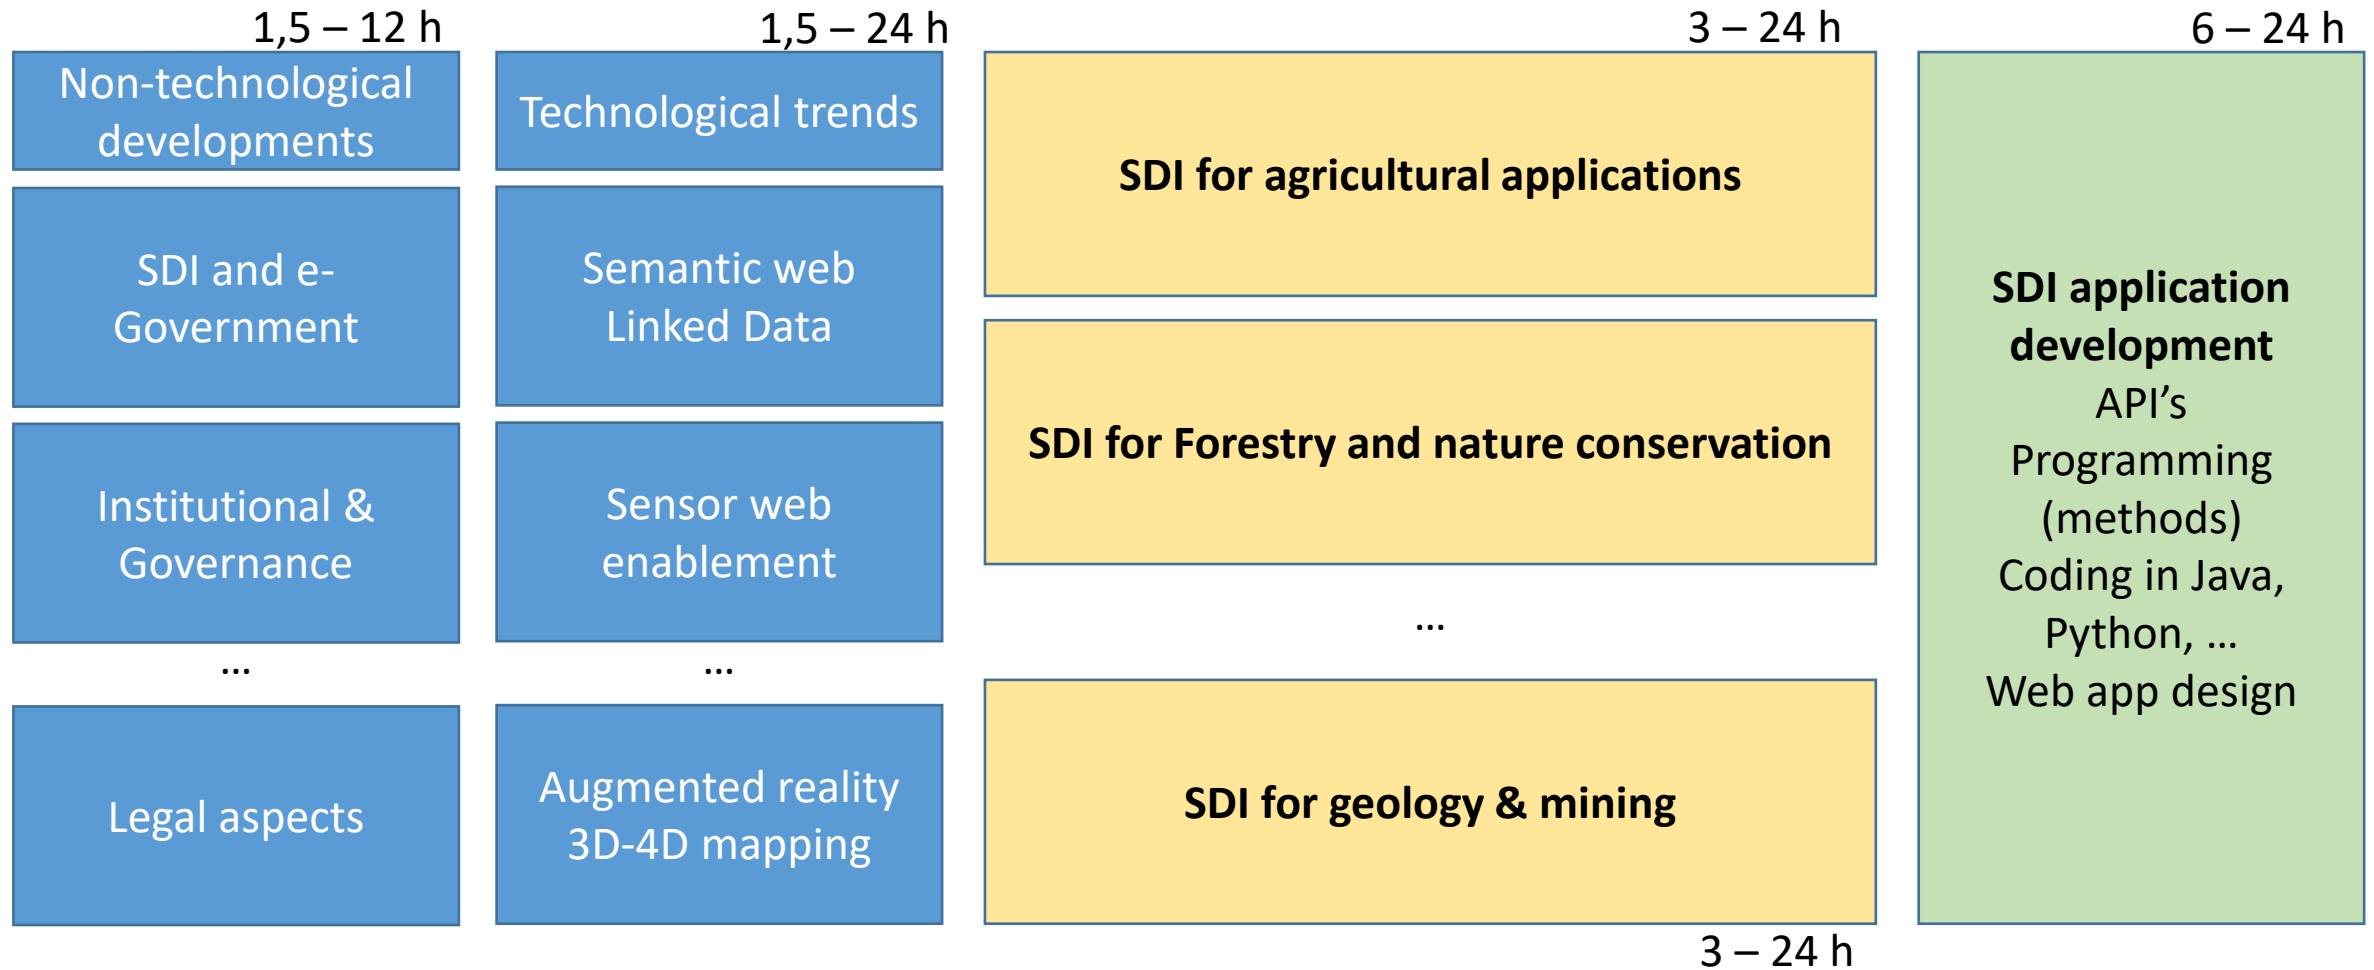 1,5 – 12 h
Non-technological
developments
SDI and e-
Government
Institutional &
Governance
...
Legal aspects
1,5 – 24 h
Technological trends
Semantic web
Linked Data
Sensor web
enablement
...
Augmented reality
3D-4D mapping
3 – 24 h
SDI for agricultural applications
SDI for Forestry and nature conservation
...
SDI for geology & mining
3 – 24 h
6 – 24 h
SDI application
development
API’s
Programming
(methods)
Coding in Java,
Python, ...
Web app design